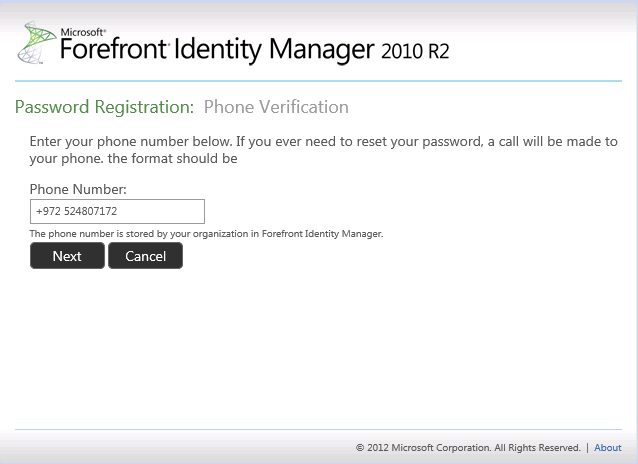 Microsoft®
Forefront® Identity Manager 2010 R2
Password Registration: Phone Verification
Enter your phone number below. If you ever need to reset your password, a call will be made to
your phone. the format should be
Phone Number:
+972 524807172
The phone number is stored by your organization in Forefront Identity Manager.
Next Cancel
© 2012 Microsoft Corporation. All Rights Reserved. | About